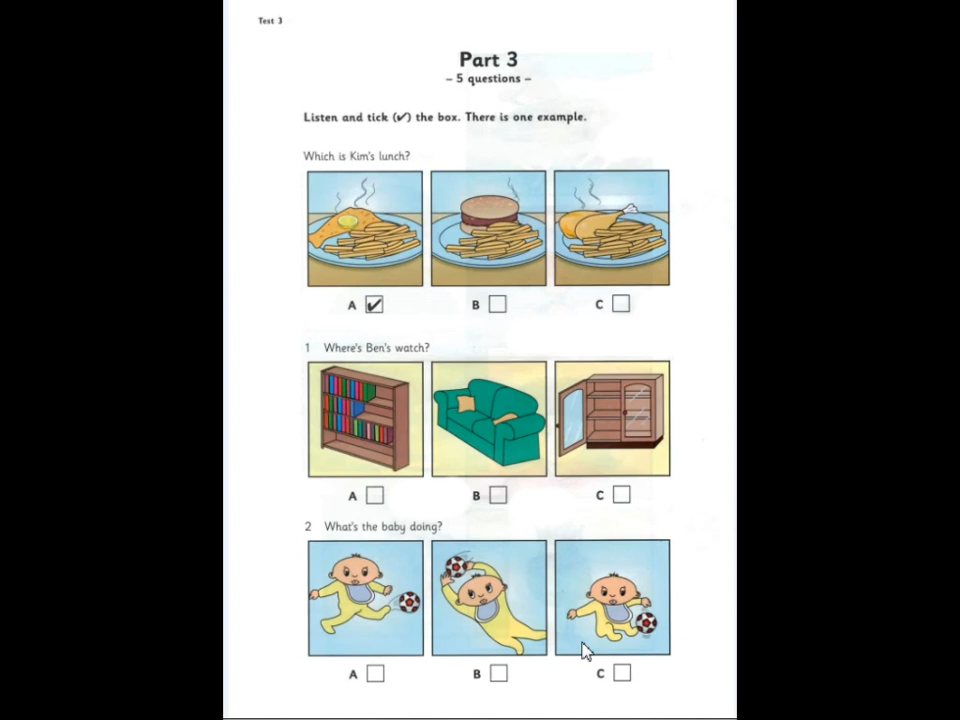 Test 3
Part 3
– 5 questions –
Listen and tick (✔) the box. There is one example.
Which is Kim's lunch?
A ✔ B C
1 Where's Ben's watch?
A B C
2 What's the baby doing?
A B C